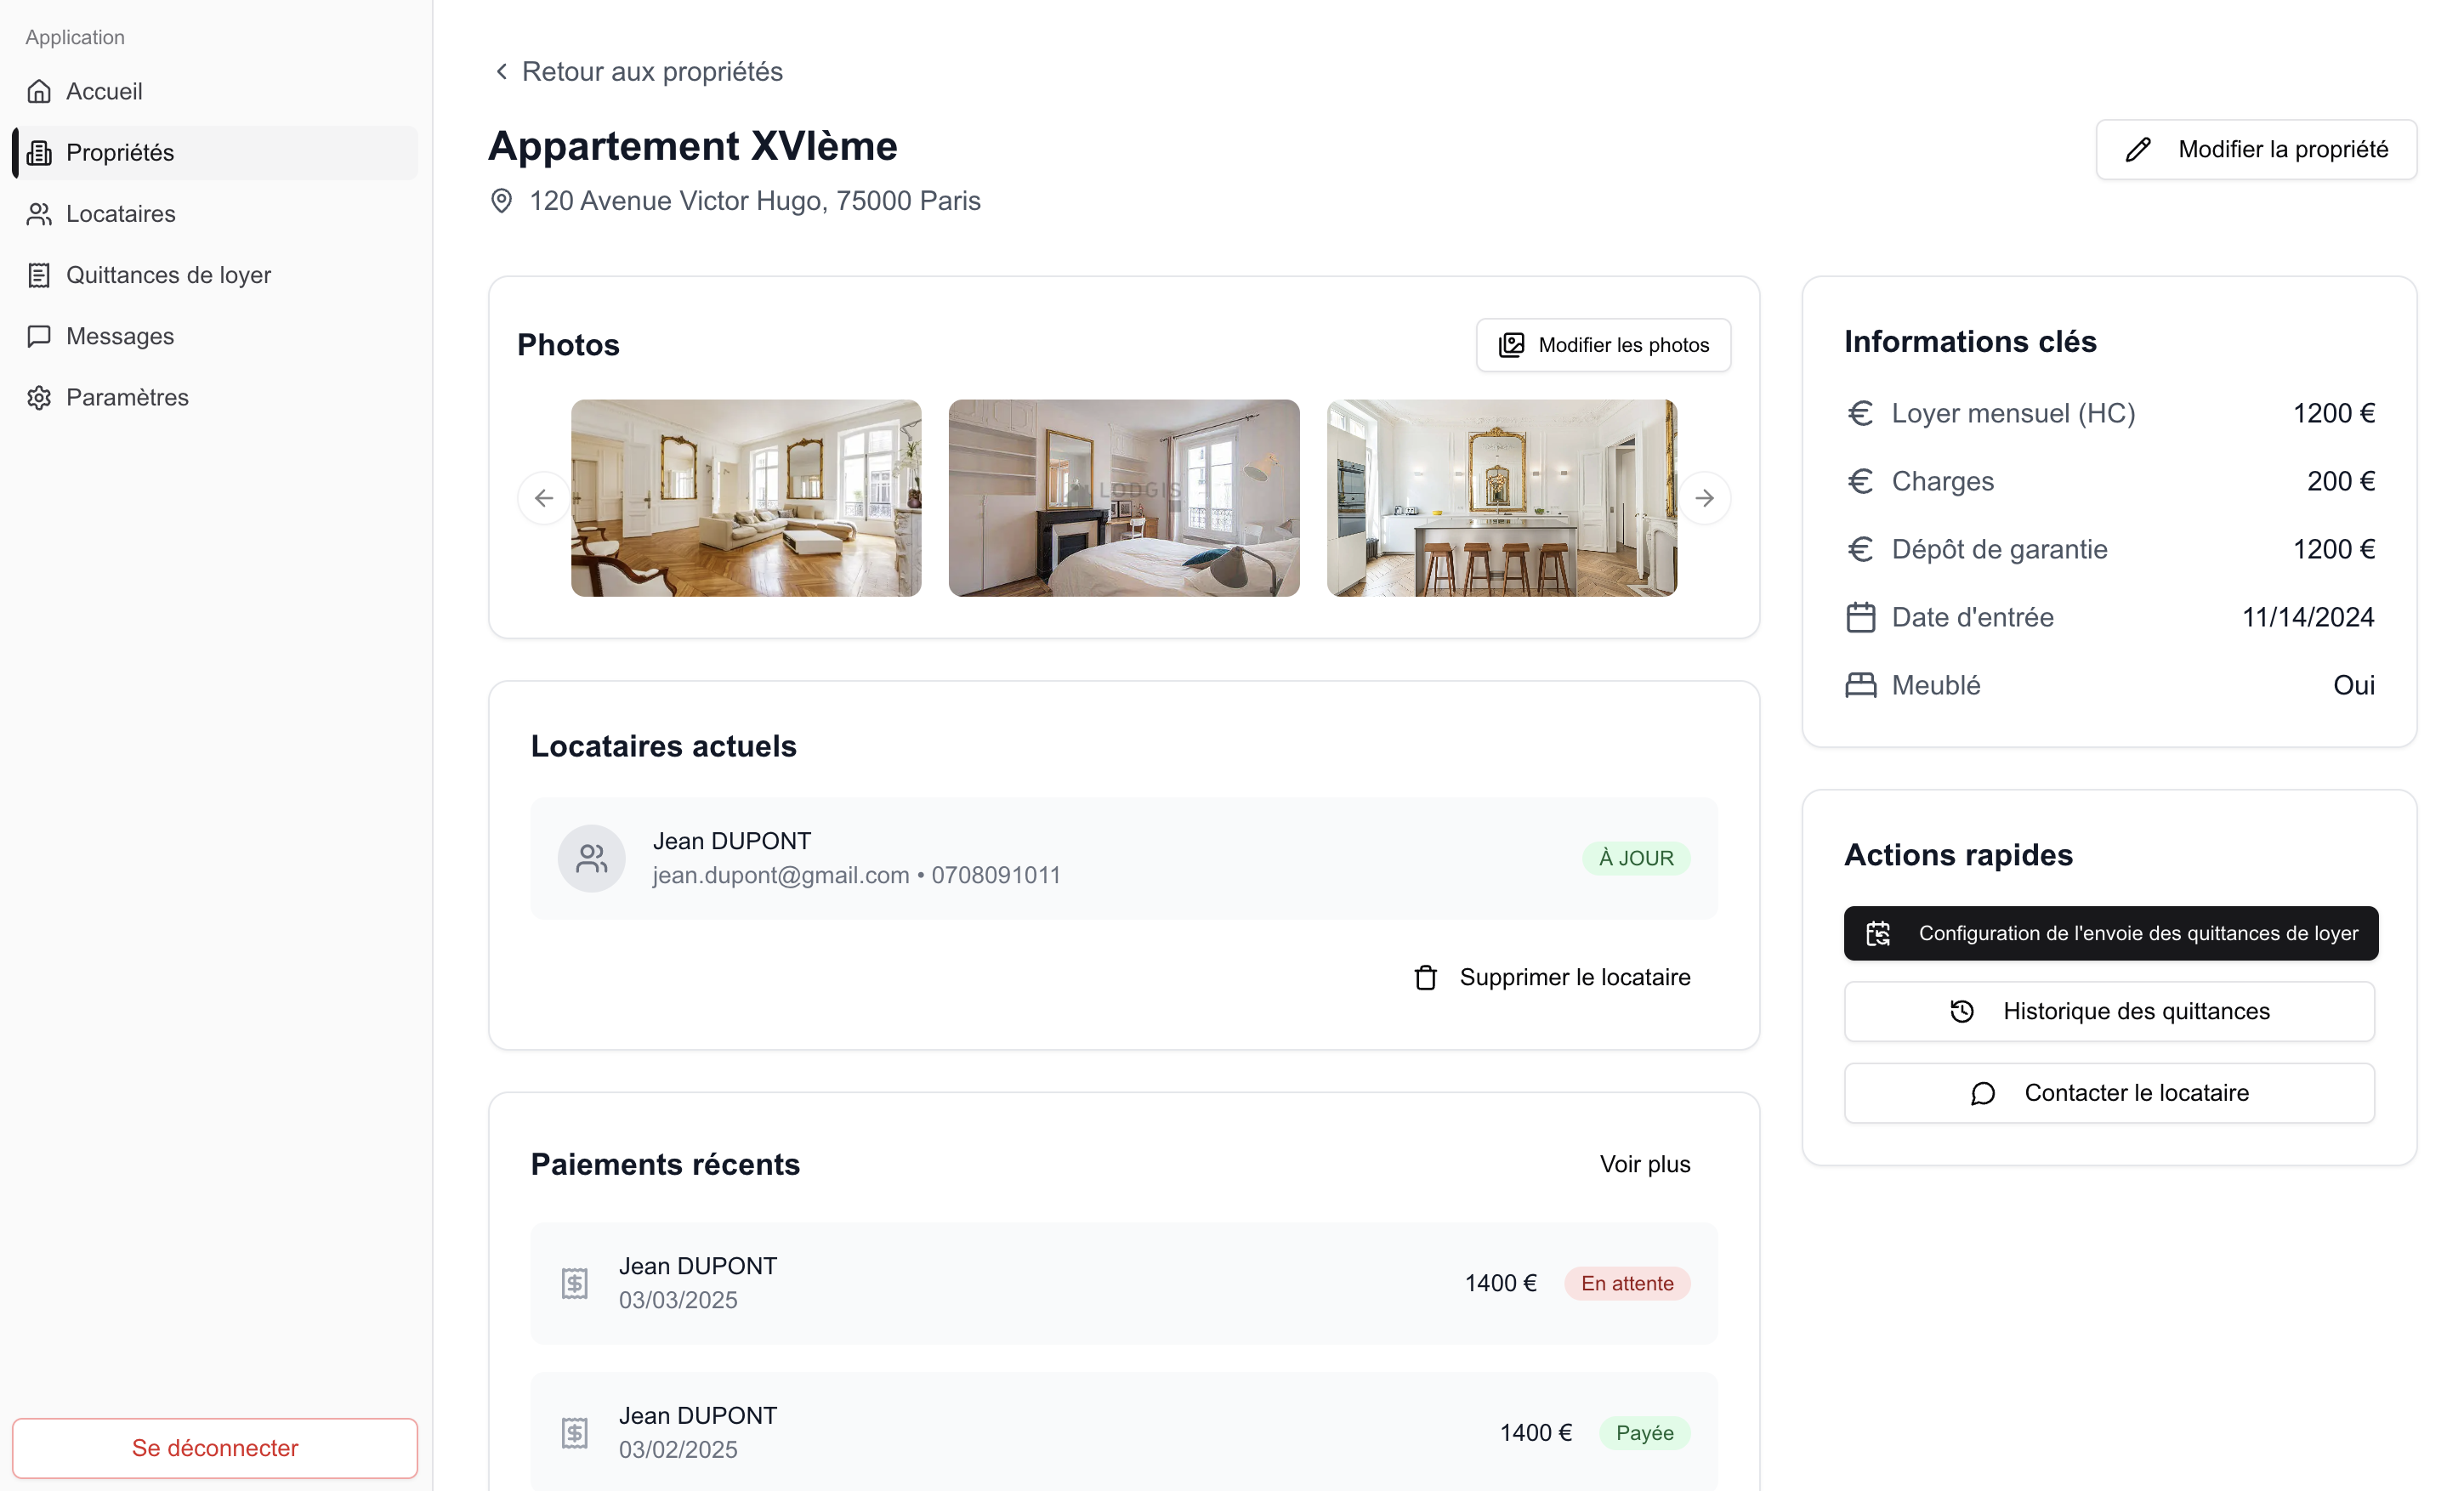 Application
Accueil
Propriétés
Locataires
Quittances de loyer
Messages
Paramètres
Se déconnecter
Retour aux propriétés
Appartement XVIème
120 Avenue Victor Hugo, 75000 Paris
Modifier la propriété
Photos
Modifier les photos
LODGIS
Locataires actuels
Jean DUPONT
jean.dupont@gmail.com • 0708091011
À JOUR
Supprimer le locataire
Paiements récents
Voir plus
Jean DUPONT
03/03/2025
1400 €
En attente
Jean DUPONT
03/02/2025
1400 €
Payée
Informations clés
Loyer mensuel (HC) 1200 €
Charges 200 €
Dépôt de garantie 1200 €
Date d'entrée 11/14/2024
Meublé Oui
Actions rapides
Configuration de l'envoie des quittances de loyer
Historique des quittances
Contacter le locataire